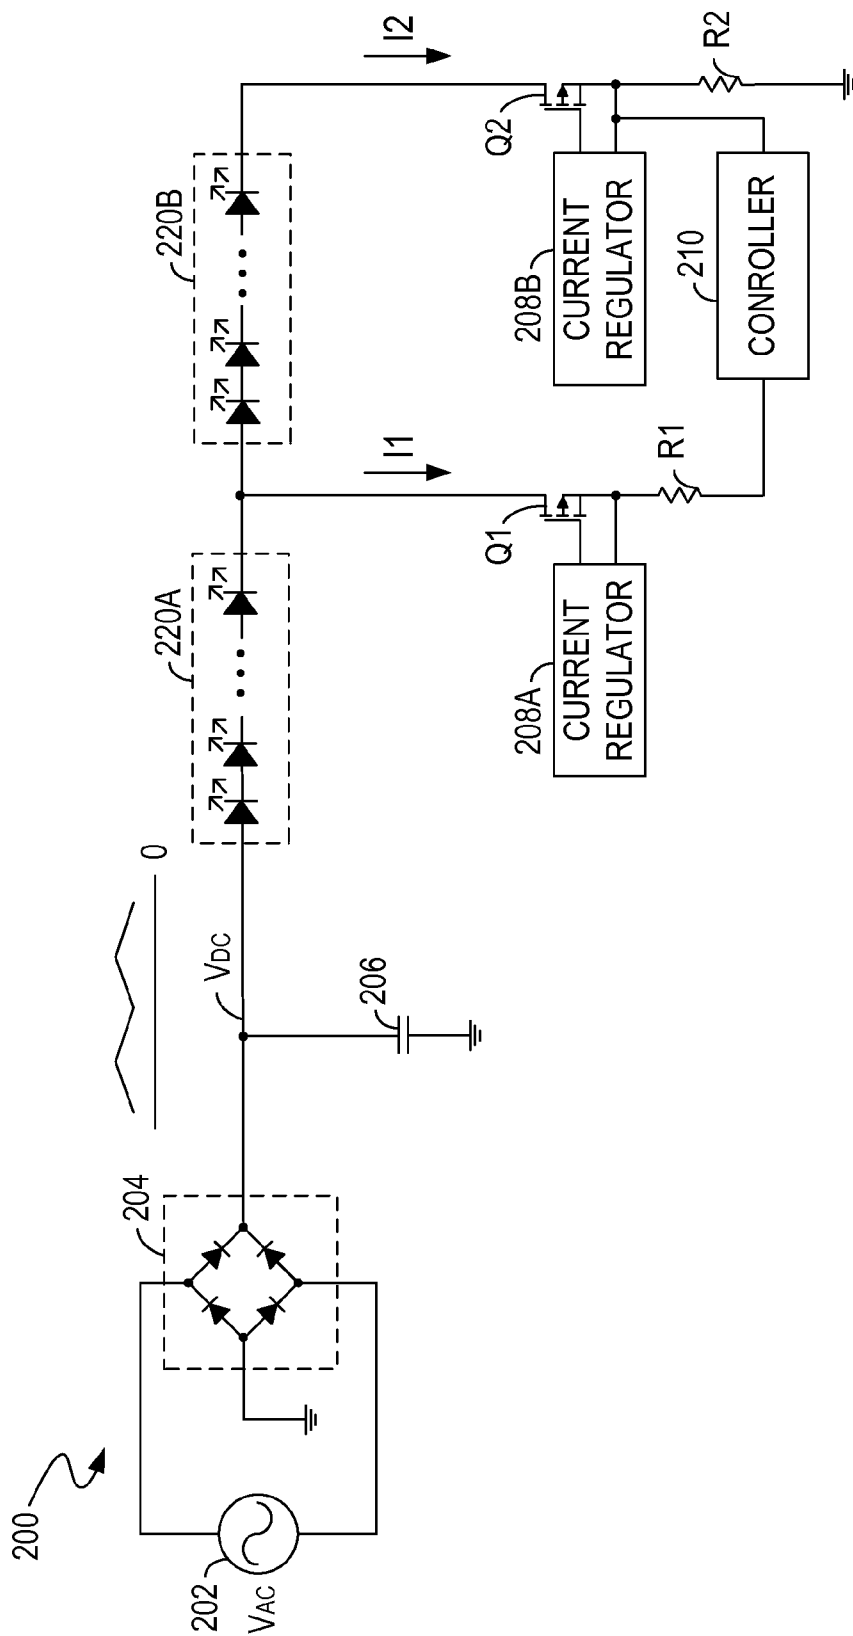 200
202
VAC
204
0
VDC
206
220A
220B
I1
I2
Q1
Q2
208A
CURRENT
REGULATOR
208B
CURRENT
REGULATOR
R1
R2
210
CONROLLER